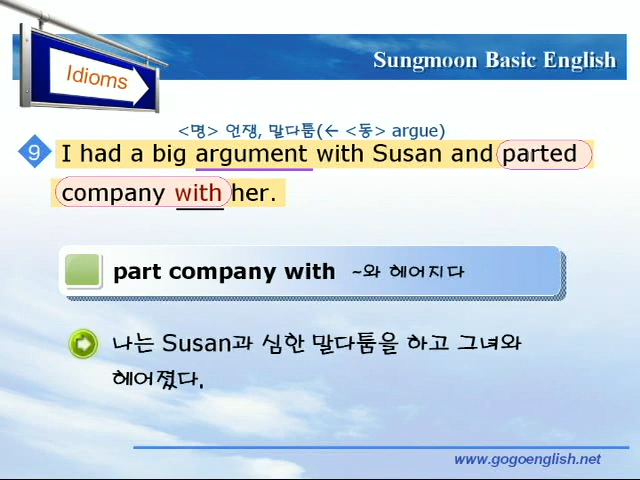 Idioms
Sungmoon Basic English
<명> 언쟁, 말다툼(← <동> argue)
9 I had a big argument with Susan and parted
company with her.
part company with ~와 헤어지다
나는 Susan과 심한 말다툼을 하고 그녀와
헤어졌다.
www.gogoenglish.net